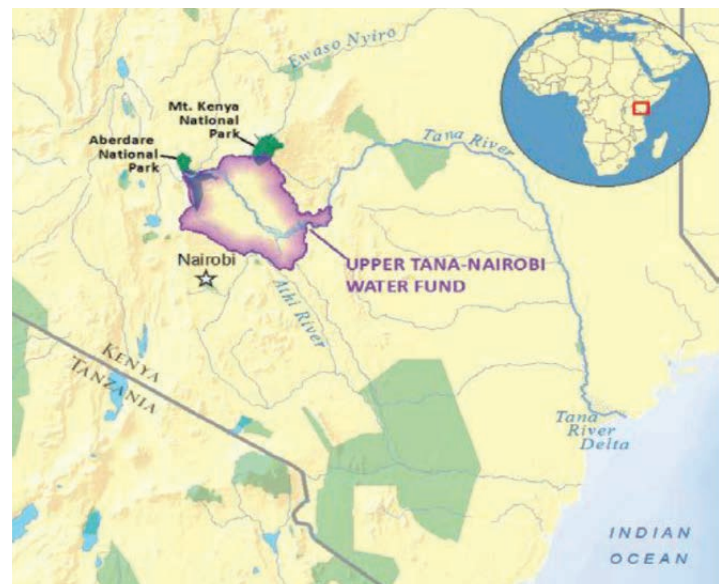 Ewaso Nyiro
Mt. Kenya
National
Park
Aberdare
National
Park
Tana River
Nairobi
UPPER TANA-NAIROBI
WATER FUND
Athi River
KENYA
TANZANIA
Tana
River
Delta
INDIAN
OCEAN